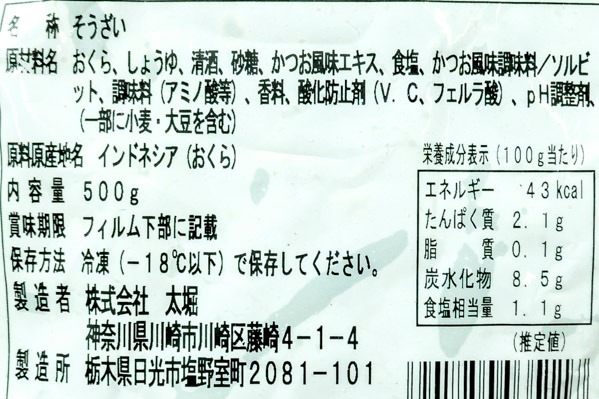 名　称　そうざい
原材料名　おくら、しょうゆ、清酒、砂糖、かつお風味エキス、食塩、かつお風味調味料／ソルビ
ット、調味料（アミノ酸等）、香料、酸化防止剤（Ｖ．Ｃ、フェルラ酸）、ｐＨ調整剤、
（一部に小麦・大豆を含む）
原料原産地名　インドネシア（おくら）
内容量　500ｇ
賞味期限　フィルム下部に記載
保存方法　冷凍（－18℃以下）で保存してください。
製造者　株式会社　太堀
神奈川県川崎市川崎区藤崎4－1－4
製造所　栃木県日光市塩野室町2081－101
栄養成分表示（100ｇ当たり）
エネルギー　43kcal
たんぱく質　2.1g
脂　質　0.1g
炭水化物　8.5g
食塩相当量　1.1g
（推定値）